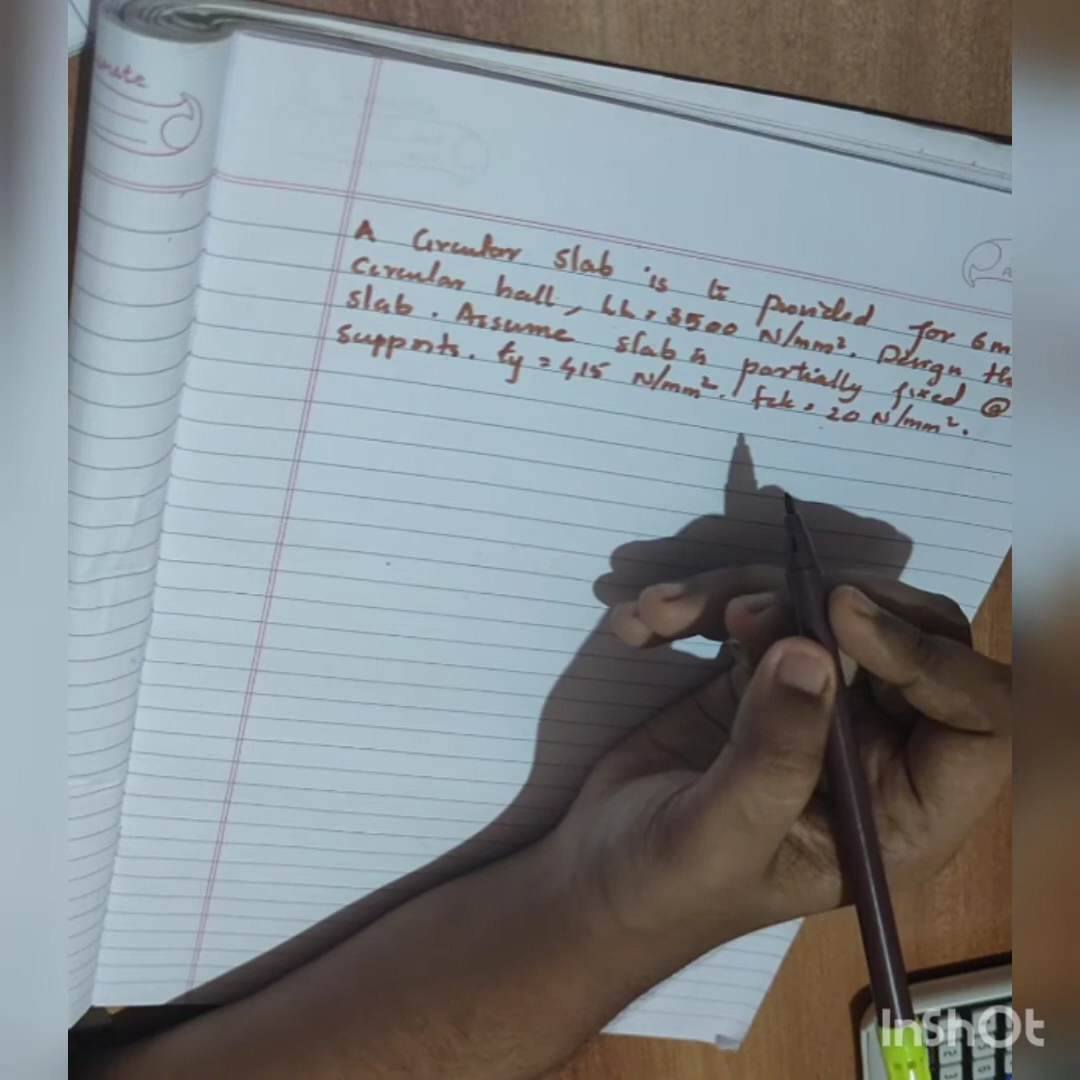 A Circular slab is to provided for 6m
Circular hall, LL = 3500 N/mm². Design th
slab. Assume slab is partially fixed @
supports. fy = 415 N/mm², fck = 20 N/mm².
InShOt